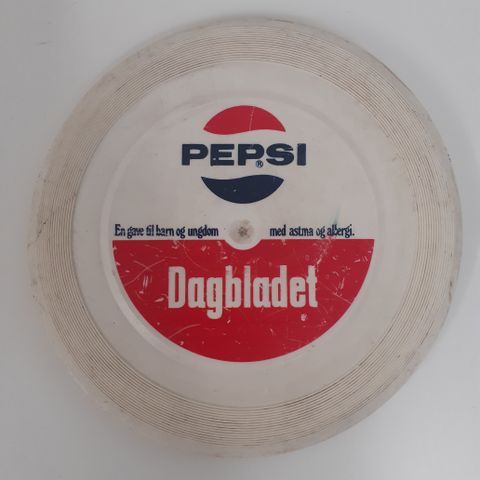 PEPSI®
En gave til barn og ungdom med astma og allergi.
Dagbladet